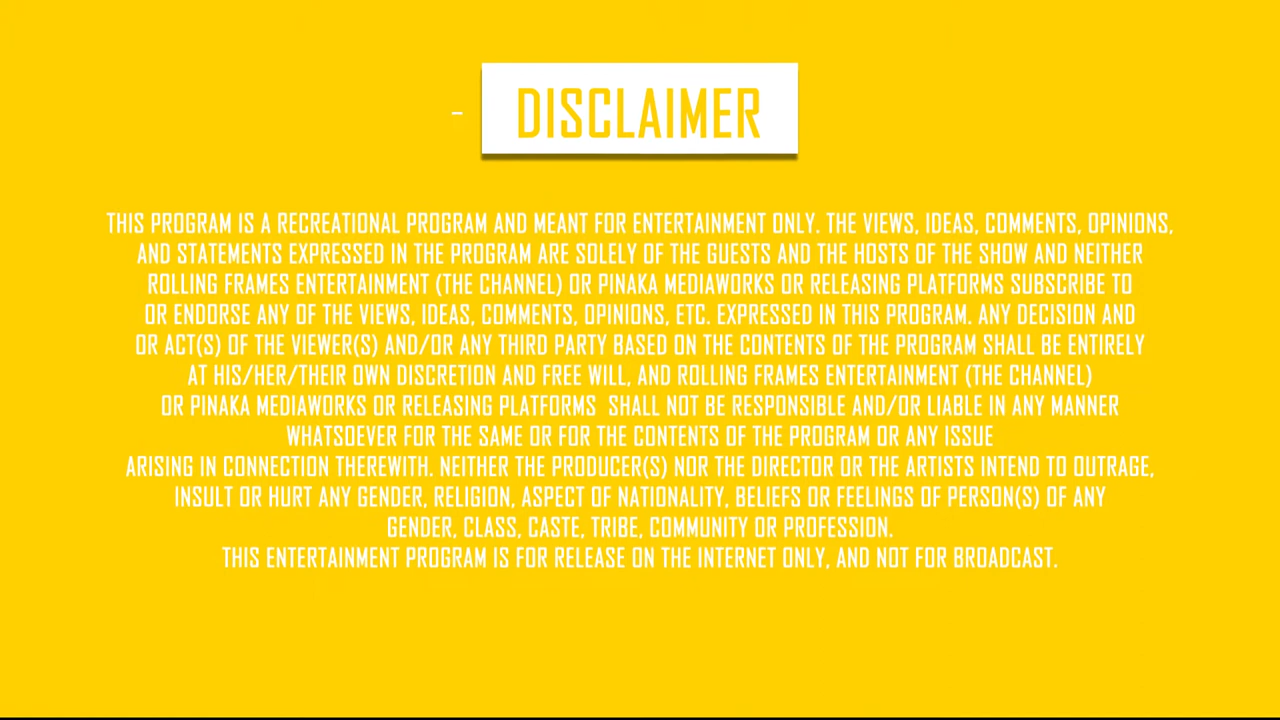 - DISCLAIMER
THIS PROGRAM IS A RECREATIONAL PROGRAM AND MEANT FOR ENTERTAINMENT ONLY. THE VIEWS, IDEAS, COMMENTS, OPINIONS,
AND STATEMENTS EXPRESSED IN THE PROGRAM ARE SOLELY OF THE GUESTS AND THE HOSTS OF THE SHOW AND NEITHER
ROLLING FRAMES ENTERTAINMENT (THE CHANNEL) OR PINAKA MEDIAWORKS OR RELEASING PLATFORMS SUBSCRIBE TO
OR ENDORSE ANY OF THE VIEWS, IDEAS, COMMENTS, OPINIONS, ETC. EXPRESSED IN THIS PROGRAM. ANY DECISION AND
OR ACT(S) OF THE VIEWER(S) AND/OR ANY THIRD PARTY BASED ON THE CONTENTS OF THE PROGRAM SHALL BE ENTIRELY
AT HIS/HER/THEIR OWN DISCRETION AND FREE WILL, AND ROLLING FRAMES ENTERTAINMENT (THE CHANNEL)
OR PINAKA MEDIAWORKS OR RELEASING PLATFORMS SHALL NOT BE RESPONSIBLE AND/OR LIABLE IN ANY MANNER
WHATSOEVER FOR THE SAME OR FOR THE CONTENTS OF THE PROGRAM OR ANY ISSUE
ARISING IN CONNECTION THEREWITH. NEITHER THE PRODUCER(S) NOR THE DIRECTOR OR THE ARTISTS INTEND TO OUTRAGE,
INSULT OR HURT ANY GENDER, RELIGION, ASPECT OF NATIONALITY, BELIEFS OR FEELINGS OF PERSON(S) OF ANY
GENDER, CLASS, CASTE, TRIBE, COMMUNITY OR PROFESSION.
THIS ENTERTAINMENT PROGRAM IS FOR RELEASE ON THE INTERNET ONLY, AND NOT FOR BROADCAST.